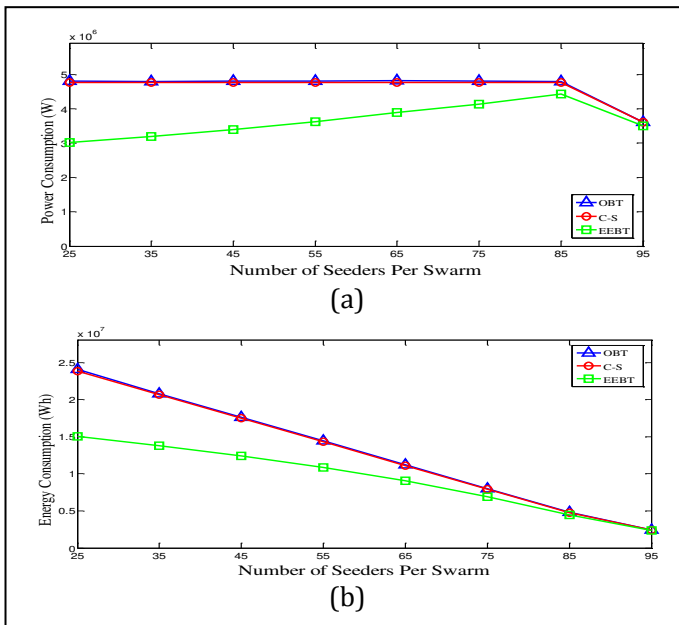 x 10^6
5
4
3
2
1
0
Power Consumption (W)
OBT
C-S
EEBT
25 35 45 55 65 75 85 95
Number of Seeders Per Swarm
(a)
x 10^7
2.5
2
1.5
1
0.5
0
Energy Consumption (Wh)
OBT
C-S
EEBT
25 35 45 55 65 75 85 95
Number of Seeders Per Swarm
(b)